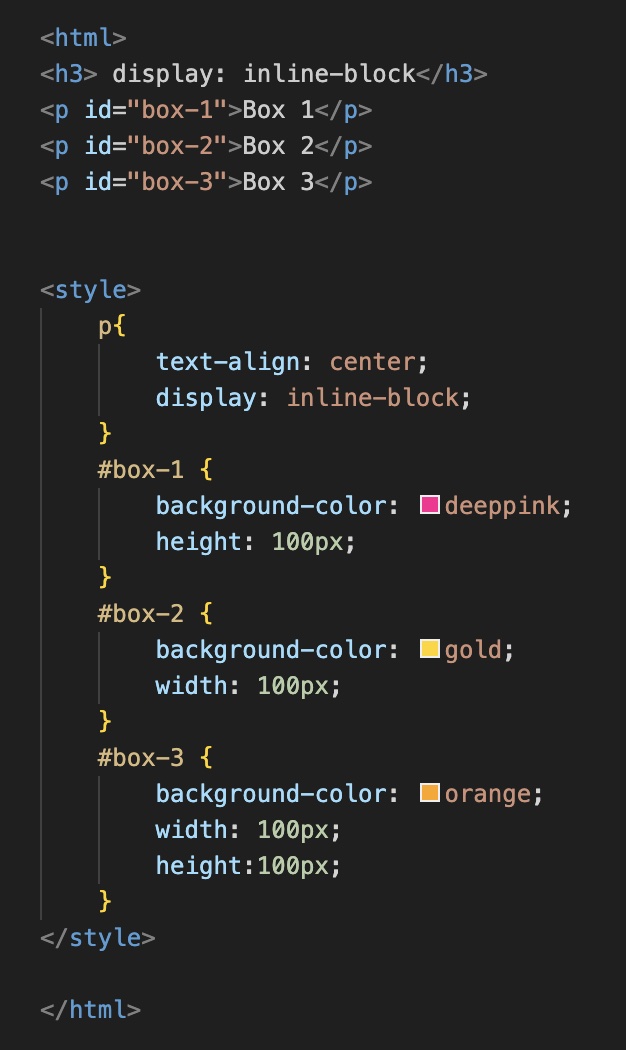 <html>
<h3> display: inline-block</h3>
<p id="box-1">Box 1</p>
<p id="box-2">Box 2</p>
<p id="box-3">Box 3</p>
<style>
p{
text-align: center;
display: inline-block;
}
#box-1 {
background-color: deeppink;
height: 100px;
}
#box-2 {
background-color: gold;
width: 100px;
}
#box-3 {
background-color: orange;
width: 100px;
height:100px;
}
</style>
</html>